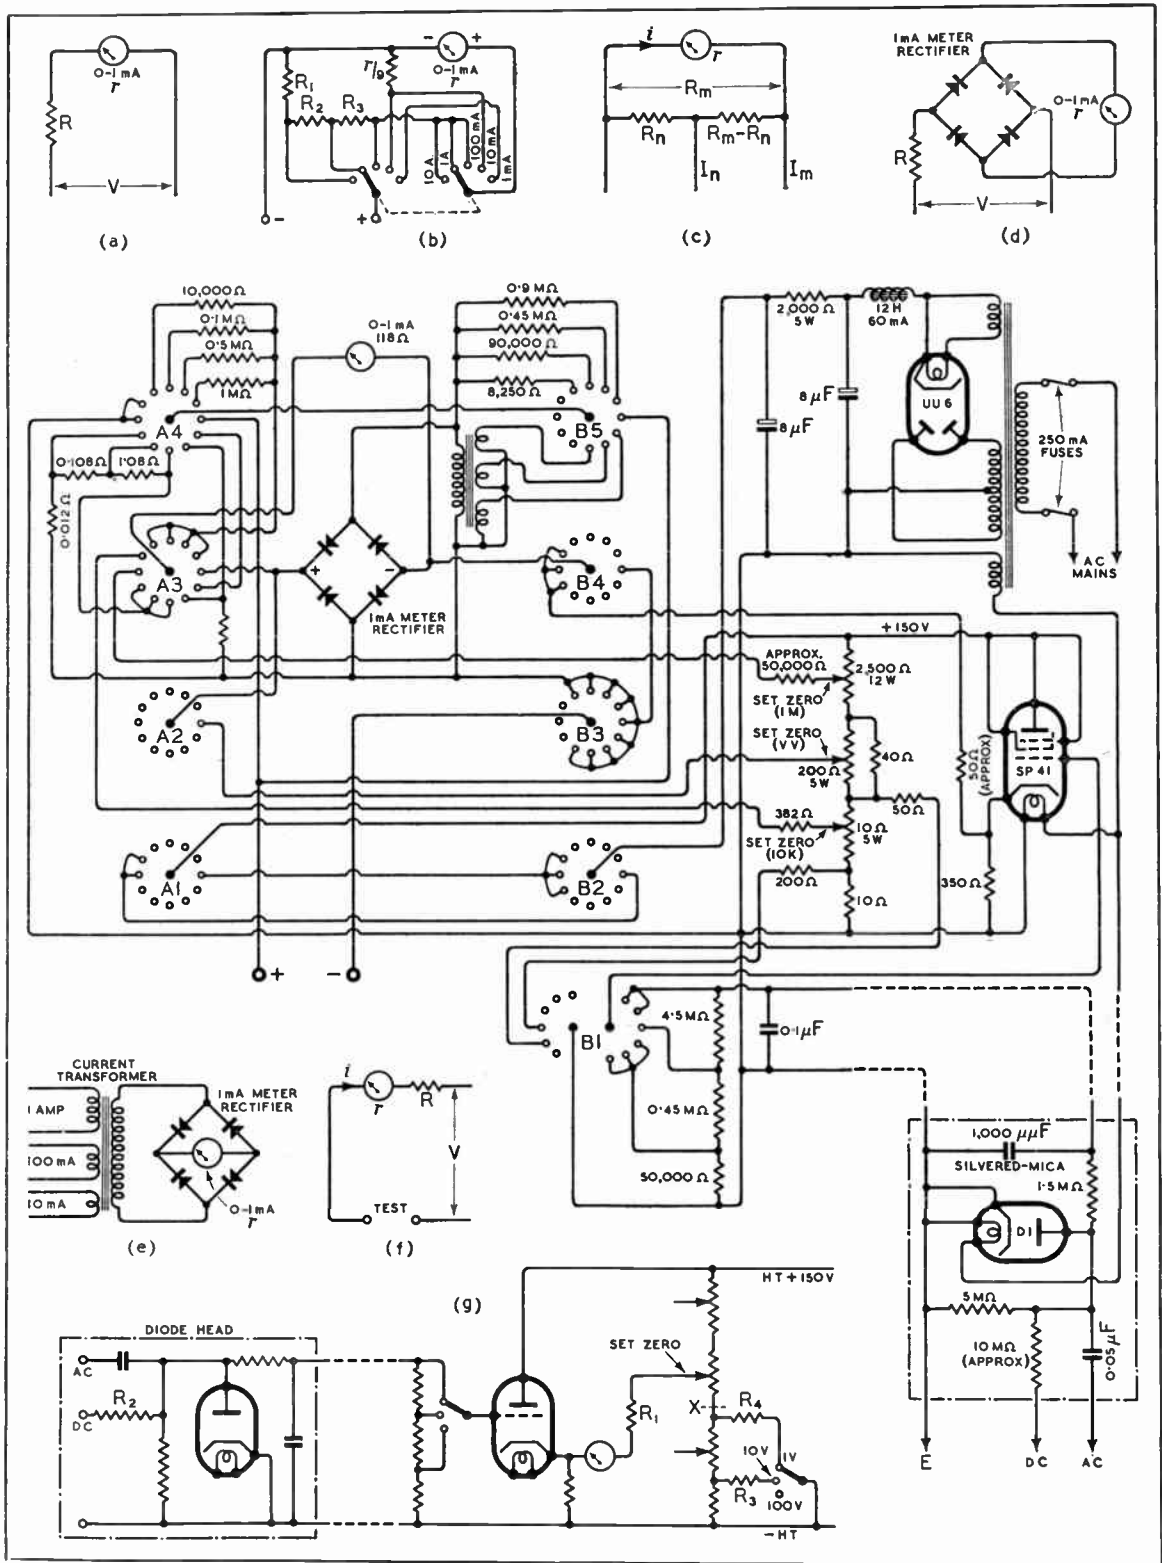 0-1mA
r
R
V
(a)
- +
0-1mA
r
r/9
R1
R2 R3
10A
1A
100mA
10mA
1mA
- +
(b)
i
r
Rm
Rn Rm-Rn
In Im
(c)
1mA METER
RECTIFIER
0-1mA
r
R
V
(d)
10,000Ω
0·1MΩ
0·5MΩ
1MΩ
A4
0·108Ω 1·08Ω
0·012Ω
0-1mA
118Ω
0·9MΩ
0·45MΩ
90,000Ω
8,250Ω
B5
A3
+ -
1mA METER
RECTIFIER
B4
A2
B3
A1
B2
+ -
2,000Ω
5W
12H
60mA
8μF
8μF
UU6
250mA
FUSES
AC
MAINS
+150V
APPROX.
50,000Ω
2,500Ω
12W
SET ZERO
(1M)
SET ZERO
(VV)
200Ω
5W
40Ω
50Ω
(APPROX)
SP41
382Ω
50Ω
SET ZERO
(10K)
10Ω
5W
200Ω
10Ω
350Ω
B1
4·5MΩ
0·1μF
0·45MΩ
50,000Ω
CURRENT
TRANSFORMER
1 AMP
100mA
10mA
1mA METER
RECTIFIER
0-1mA
r
(e)
i
r
R
V
TEST
(f)
1,000μμF
SILVERED-MICA
1·5MΩ
D1
5MΩ
10MΩ
(APPROX)
0·05μF
E DC AC
(g)
DIODE HEAD
AC
DC
R2
HT+150V
SET ZERO
R1
X
R4
10V
1V
R3
100V
-HT